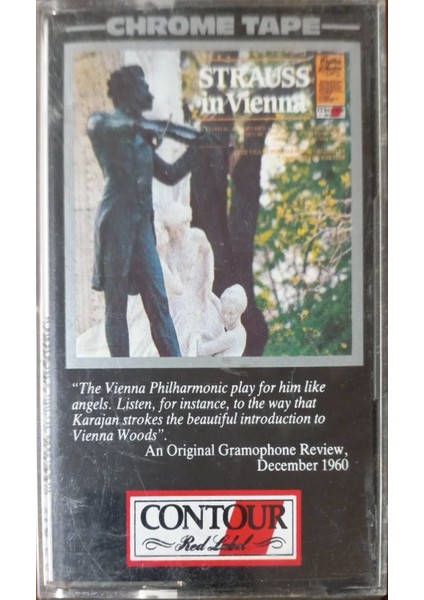 CHROME TAPE
STRAUSS
in Vienna
"The Vienna Philharmonic play for him like
angels. Listen, for instance, to the way that
Karajan strokes the beautiful introduction to
Vienna Woods".
An Original Gramophone Review,
December 1960
CONTOUR
Red Label